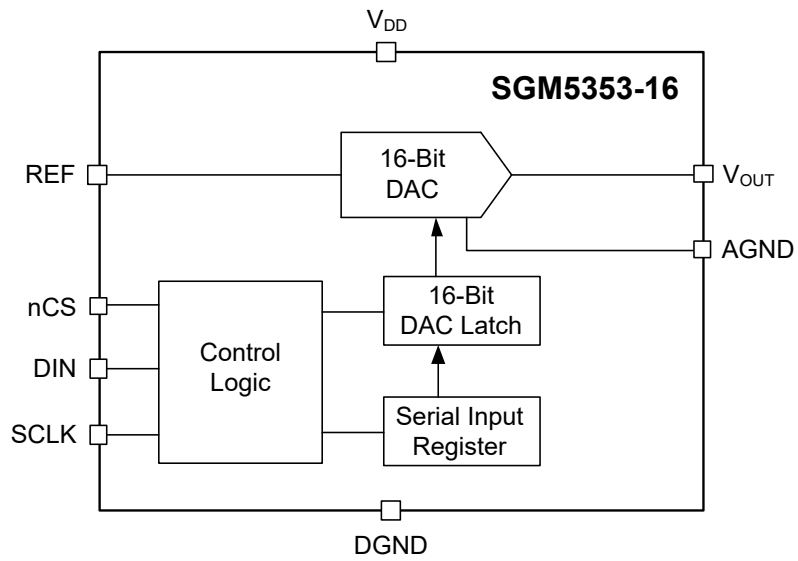 VDD
SGM5353-16
REF
16-Bit
DAC
VOUT
AGND
nCS
16-Bit
DAC Latch
DIN
Control
Logic
SCLK
Serial Input
Register
DGND